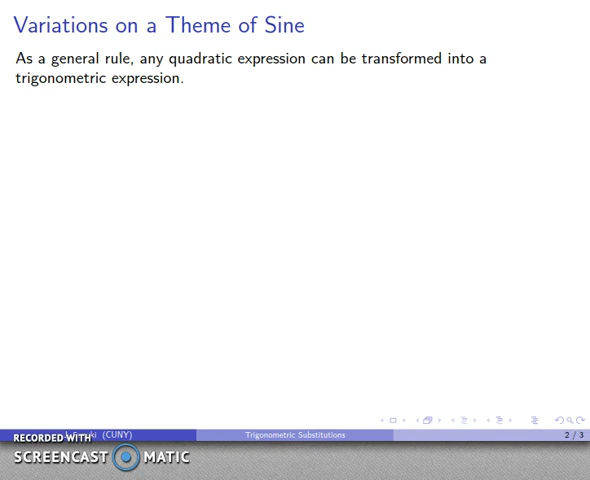 Variations on a Theme of Sine
As a general rule, any quadratic expression can be transformed into a
trigonometric expression.
(CUNY)
Trigonometric Substitutions
2 / 3
RECORDED WITH
SCREENCAST MATIC